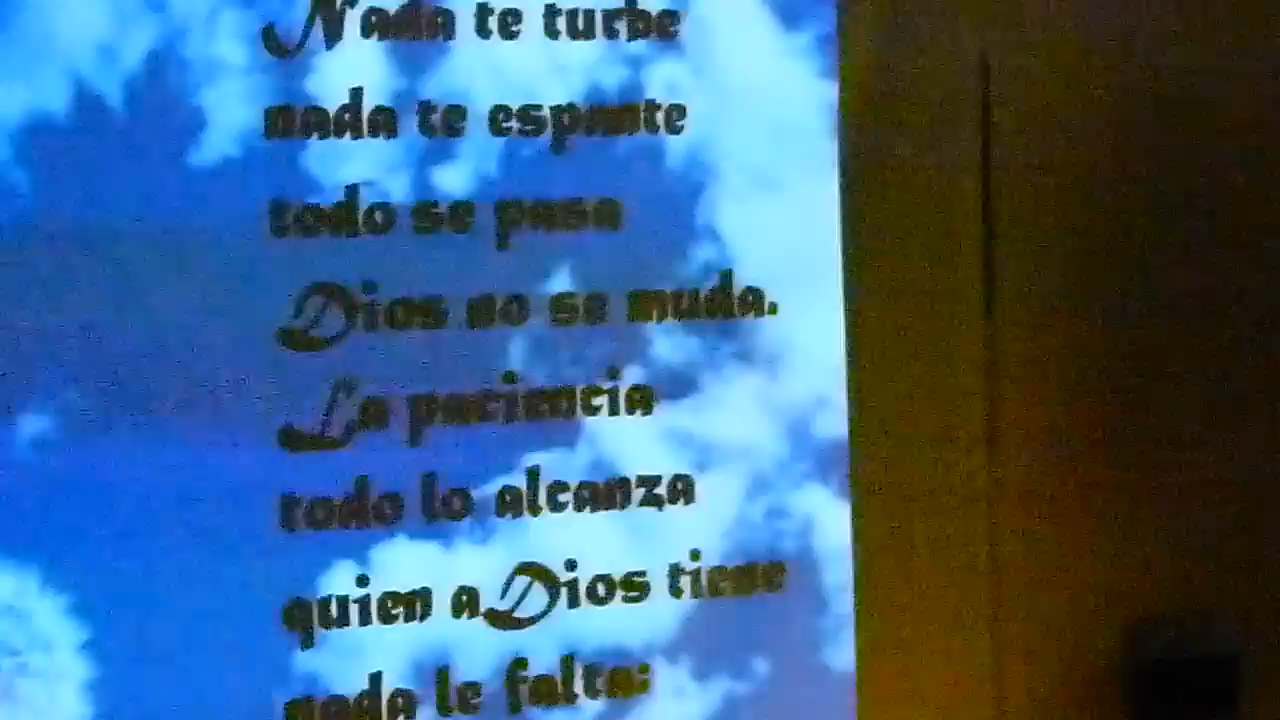 Nada te turbe
nada te espante
todo se pasa
Dios no se muda.
La paciencia
todo lo alcanza
quien a Dios tiene
nada le falta: